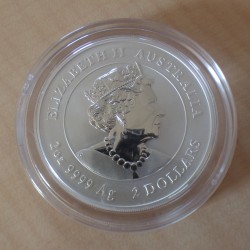 ELIZABETH II AUSTRALIA
2oz 9999 Ag 2 DOLLARS